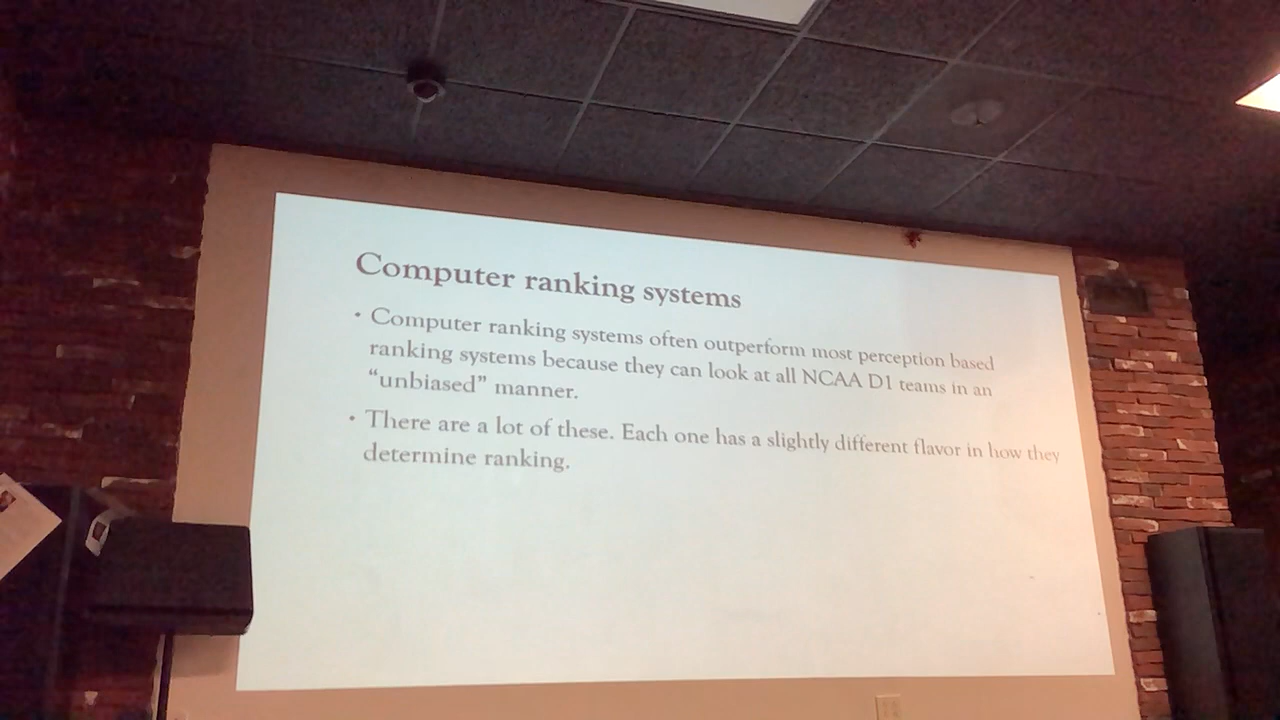 Computer ranking systems
• Computer ranking systems often outperform most perception based
ranking systems because they can look at all NCAA D1 teams in an
“unbiased” manner.
• There are a lot of these. Each one has a slightly different flavor in how they
determine ranking.